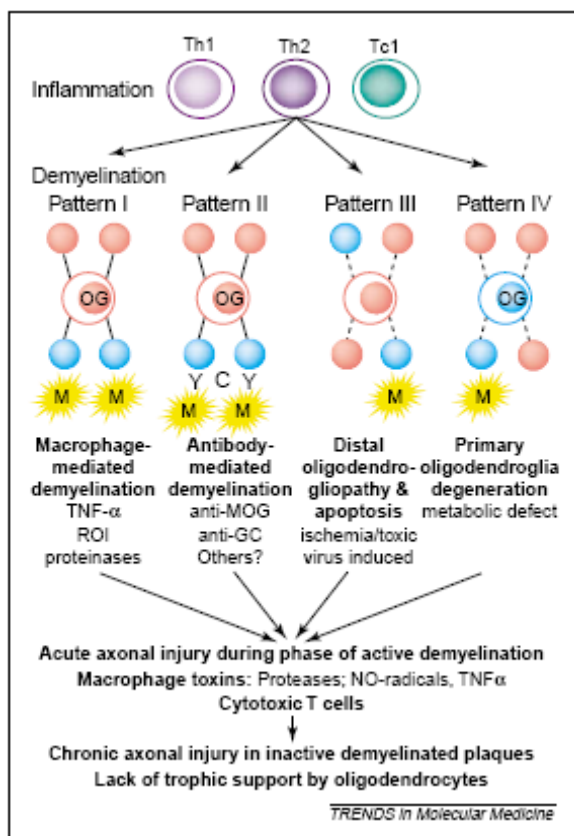 Th1 Th2 Tc1
Inflammation
Demyelination
Pattern I Pattern II Pattern III Pattern IV
OG OG OG
Y C Y
M M M M M M
Macrophage- Antibody- Distal Primary
mediated mediated oligodendro- oligodendroglia
demyelination demyelination gliopathy & degeneration
TNF-α anti-MOG apoptosis metabolic defect
ROI anti-GC ischemia/toxic
proteinases Others? virus induced
Acute axonal injury during phase of active demyelination
Macrophage toxins: Proteases; NO-radicals, TNFα
Cytotoxic T cells
Chronic axonal injury in inactive demyelinated plaques
Lack of trophic support by oligodendrocytes
TRENDS in Molecular Medicine